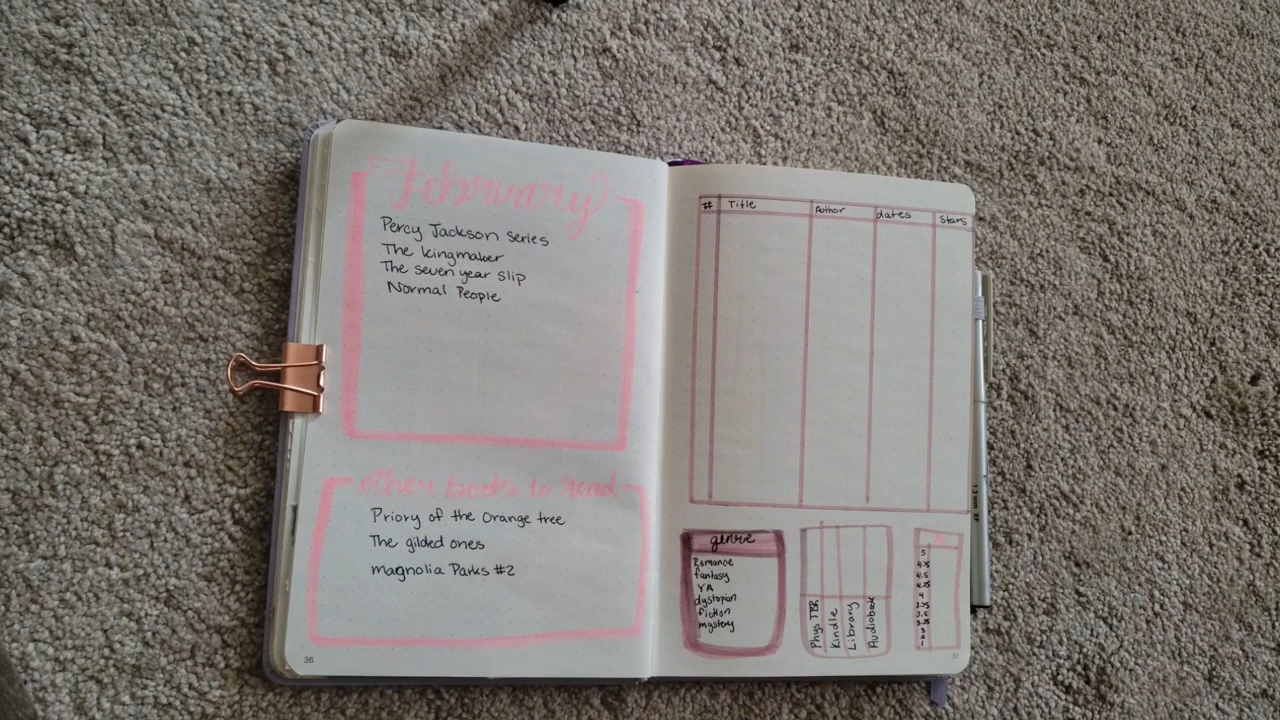 February
Percy Jackson series
The kingmaker
The seven year slip
Normal People
other books to read
Priory of the Orange tree
The gilded ones
magnolia Parks #2
36
# Title Author dates Stars
genre
Romance
fantasy
YA
dystopian
fiction
mystery
Phys TBR
Kindle
Library
Audiobook
5
4.75
4.5
4.25
4
3.75
3.5
3.25
37